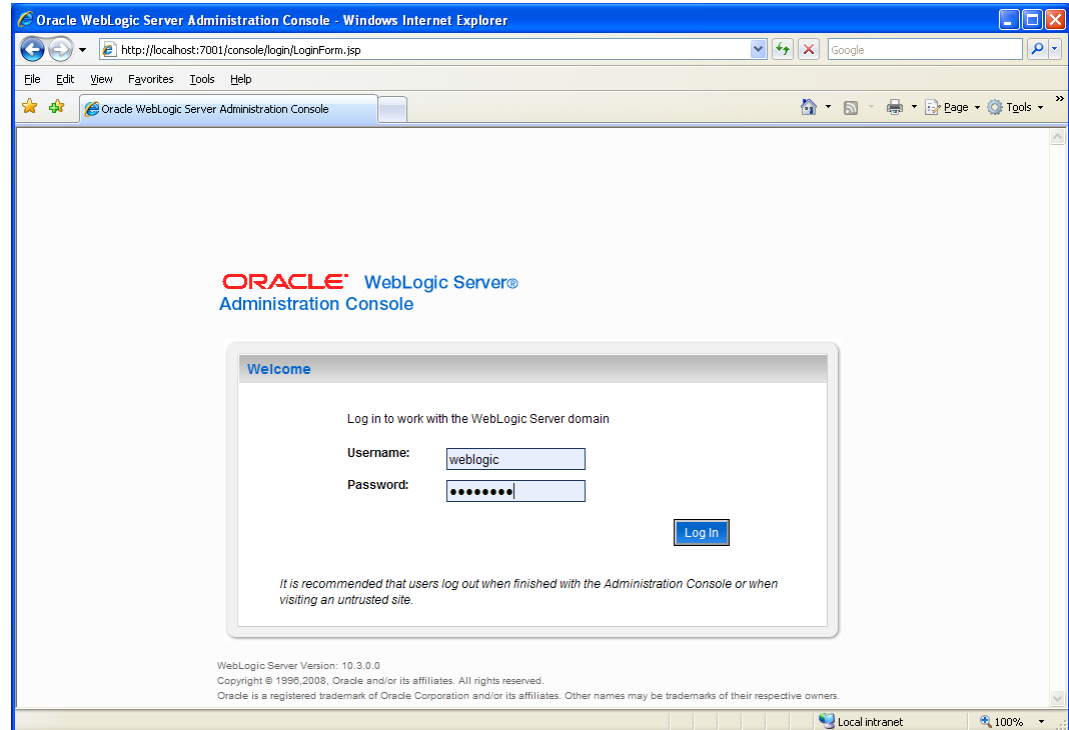 Oracle WebLogic Server Administration Console - Windows Internet Explorer
http://localhost:7001/console/login/LoginForm.jsp
Google
File Edit View Favorites Tools Help
Oracle WebLogic Server Administration Console
Page Tools »
ORACLE® WebLogic Server®
Administration Console
Welcome
Log in to work with the WebLogic Server domain
Username: weblogic
Password: ••••••••
Log In
It is recommended that users log out when finished with the Administration Console or when
visiting an untrusted site.
WebLogic Server Version: 10.3.0.0
Copyright © 1996,2008, Oracle and/or its affiliates. All rights reserved.
Oracle is a registered trademark of Oracle Corporation and/or its affiliates. Other names may be trademarks of their respective owners.
Local intranet 100%